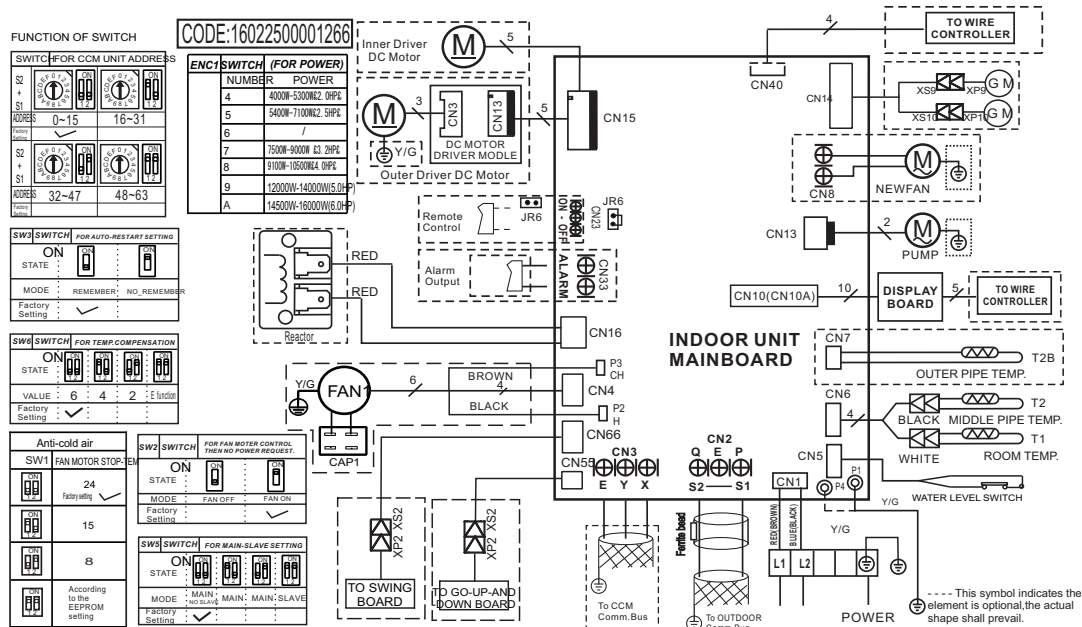 CODE:16022500001266
FUNCTION OF SWITCH
SWITCH FOR CCM UNIT ADDRESS
S2
+
S1
ON
12
ADDRESS 0~15 16~31
Factory
Setting
S2
+
S1
ADDRESS 32~47 48~63
Factory
Setting
SW3 SWITCH FOR AUTO-RESTART SETTING
ON
STATE
MODE REMEMBER NO_REMEMBER
Factory
Setting
SW6 SWITCH FOR TEMP.COMPENSATION
ON
STATE
VALUE 6 4 2 E function
Factory
Setting
Anti-cold air
SW1 FAN MOTOR STOP-TEM
24
Factory setting
15
8
According
to the
EEPROM
setting
SW2 SWITCH FOR FAN MOTER CONTROL
THEN NO POWER REQUEST.
ON
STATE
MODE FAN OFF FAN ON
Factory
Setting
SW5 SWITCH FOR MAIN-SLAVE SETTING
ON
STATE
MODE MAIN NO SLAVE MAIN MAIN SLAVE
Factory
Setting
ENC1 SWITCH (FOR POWER)
NUMBER POWER
4 4000W-5300W&2. 0HP&
5 5400W-7100W&2. 5HP&
6 /
7 7500W-9000W &3. 2HP&
8 9100W-10500W&4. 0HP&
9 12000W-14000W(5.0HP)
A 14500W-16000W(6.0HP)
Inner Driver
DC Motor
M
5
M
3
Y/G
CN3
CN13
DC MOTOR
DRIVER MODLE
5
Outer Driver DC Motor
CN15
Remote
Control
JR6
ON - OFF
CN23
JR6
Alarm
Output
ALARM
CN33
RED
RED
Reactor
CN16
Y/G
FAN1
6
BROWN
4
BLACK
P3
CH
CN4
P2
H
CAP1
CN66
CN55
XP2 XS2
TO SWING
BOARD
XP2 XS2
TO GO-UP-AND
DOWN BOARD
CN3
E Y X
To CCM
Comm.Bus
CN2
Q E P
S2 S1
Ferrite bead
To OUTDOOR
Comm.Bus
CN1
RED(BROWN)
BLUE(BLACK)
L1 L2
POWER
P4
P1
Y/G
Y/G
INDOOR UNIT
MAINBOARD
4
TO WIRE
CONTROLLER
CN40
CN14
XS9 XP9 G M
XS10 XP10 G M
CN8
M
NEWFAN
CN13
2
M
PUMP
CN10(CN10A)
10
DISPLAY
BOARD
5
TO WIRE
CONTROLLER
CN7
T2B
OUTER PIPE TEMP.
CN6
4
T2
BLACK MIDDLE PIPE TEMP.
T1
WHITE ROOM TEMP.
CN5
WATER LEVEL SWITCH
---- This symbol indicates the
element is optional,the actual
shape shall prevail.